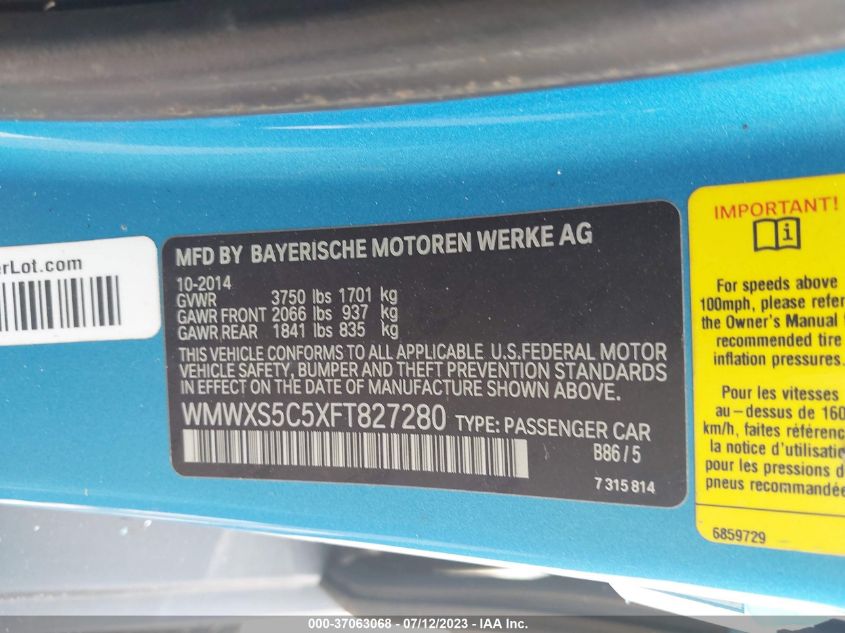 erLot.com
MFD BY BAYERISCHE MOTOREN WERKE AG
10-2014
GVWR 3750 lbs 1701 kg
GAWR FRONT 2066 lbs 937 kg
GAWR REAR 1841 lbs 835 kg
THIS VEHICLE CONFORMS TO ALL APPLICABLE U.S.FEDERAL MOTOR
VEHICLE SAFETY, BUMPER AND THEFT PREVENTION STANDARDS
IN EFFECT ON THE DATE OF MANUFACTURE SHOWN ABOVE.
WMWXS5C5XFT827280 TYPE: PASSENGER CAR
B86 / 5
7 315 814
IMPORTANT!
For speeds above
100mph, please refer
the Owner's Manual
recommended tire
inflation pressures.
Pour les vitesses
au-dessus de 160
km/h, faites référenc
la notice d'utilisatio
pour les pressions d
pneus recommandée
6859729
000-37063068 - 07/12/2023 - IAA Inc.